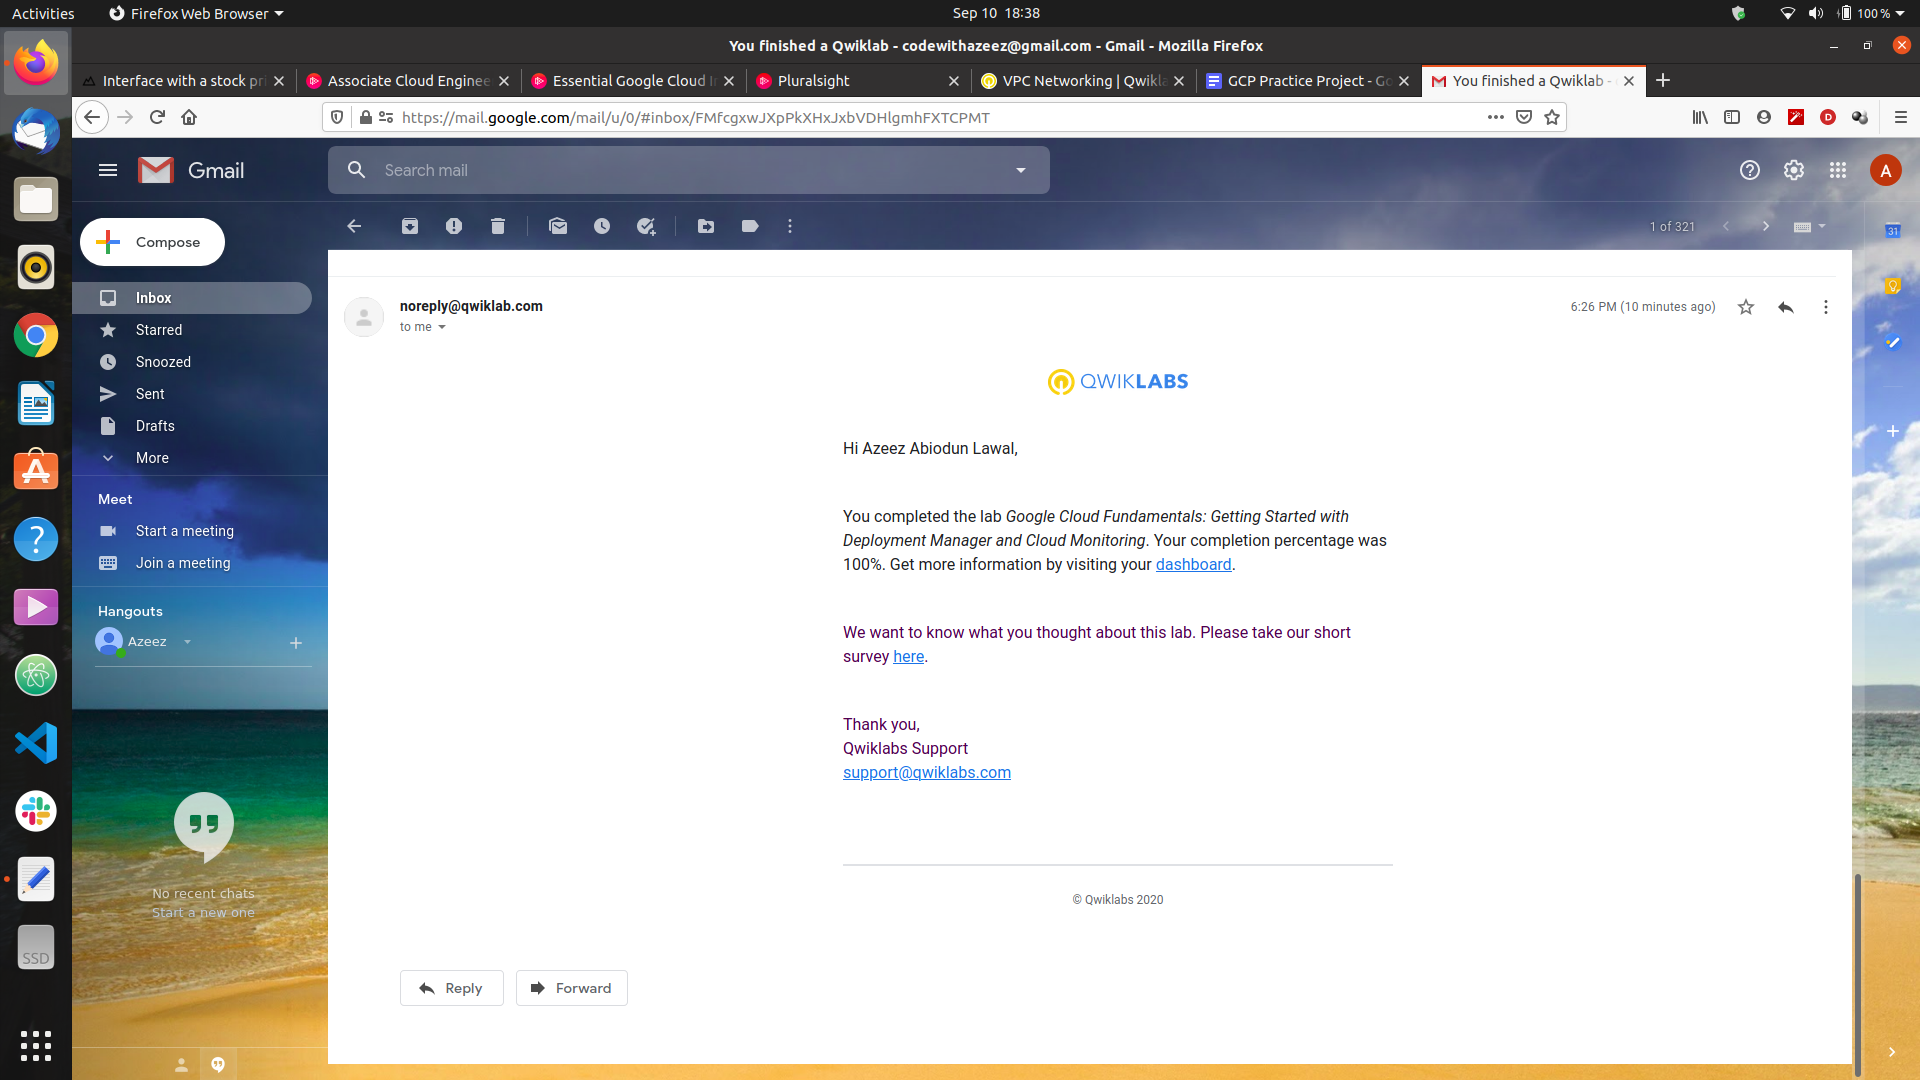 Activities
Firefox Web Browser
Sep 10 18:38
100 %
You finished a Qwiklab - codewithazeez@gmail.com - Gmail - Mozilla Firefox
Interface with a stock pri
Associate Cloud Enginee
Essential Google Cloud I
Pluralsight
VPC Networking | Qwikla
GCP Practice Project - Go
You finished a Qwiklab -
https://mail.google.com/mail/u/0/#inbox/FMfcgxwJXpPkXHxJxbVDHlgmhFXTCPMT
Gmail
Search mail
A
Compose
1 of 321
31
Inbox
Starred
Snoozed
Sent
Drafts
More
Meet
Start a meeting
Join a meeting
Hangouts
Azeez
No recent chats
Start a new one
noreply@qwiklab.com
to me
6:26 PM (10 minutes ago)
QWIKLABS
Hi Azeez Abiodun Lawal,
You completed the lab Google Cloud Fundamentals: Getting Started with
Deployment Manager and Cloud Monitoring. Your completion percentage was
100%. Get more information by visiting your dashboard.
We want to know what you thought about this lab. Please take our short
survey here.
Thank you,
Qwiklabs Support
support@qwiklabs.com
© Qwiklabs 2020
Reply
Forward
SSD